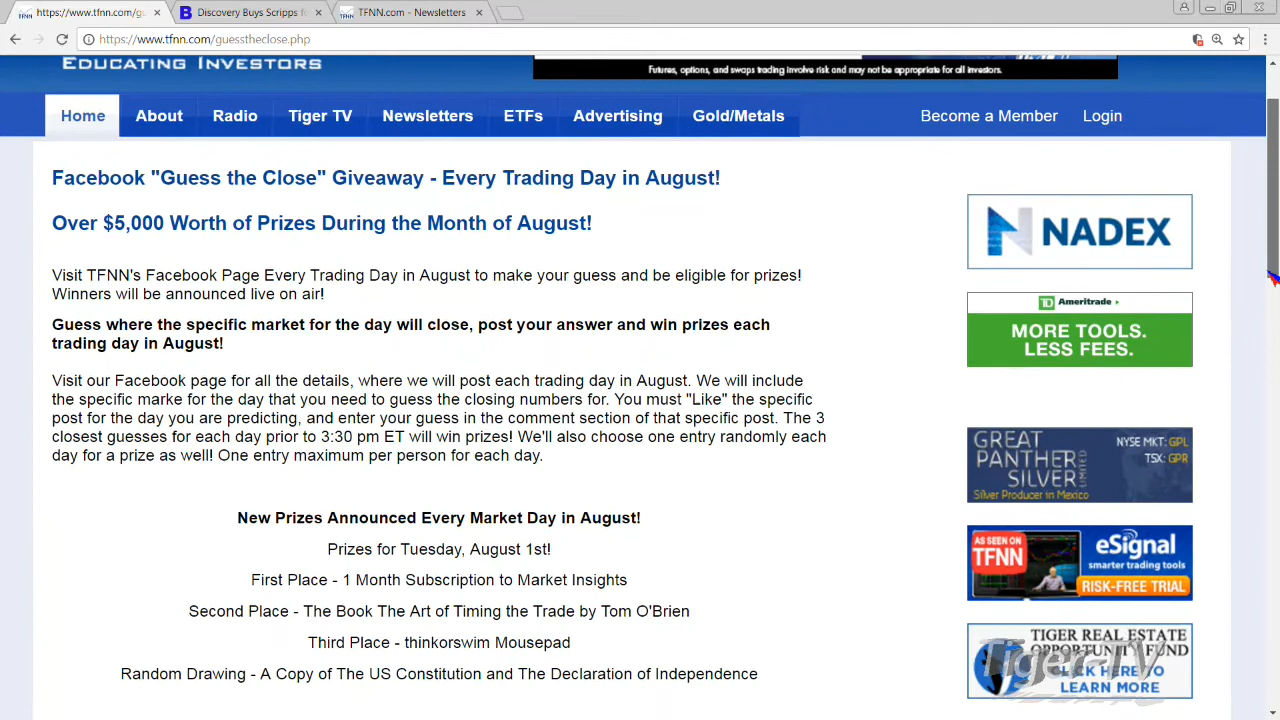 https://www.tfnn.com/gu
Discovery Buys Scripps f
TFNN.com - Newsletters
https://www.tfnn.com/guesstheclose.php
EDUCATING INVESTORS
Futures, options, and swaps trading involve risk and may not be appropriate for all investors.
Home About Radio Tiger TV Newsletters ETFs Advertising Gold/Metals Become a Member Login
Facebook "Guess the Close" Giveaway - Every Trading Day in August!
Over $5,000 Worth of Prizes During the Month of August!
Visit TFNN's Facebook Page Every Trading Day in August to make your guess and be eligible for prizes!
Winners will be announced live on air!
Guess where the specific market for the day will close, post your answer and win prizes each
trading day in August!
Visit our Facebook page for all the details, where we will post each trading day in August. We will include
the specific marke for the day that you need to guess the closing numbers for. You must "Like" the specific
post for the day you are predicting, and enter your guess in the comment section of that specific post. The 3
closest guesses for each day prior to 3:30 pm ET will win prizes! We'll also choose one entry randomly each
day for a prize as well! One entry maximum per person for each day.
New Prizes Announced Every Market Day in August!
Prizes for Tuesday, August 1st!
First Place - 1 Month Subscription to Market Insights
Second Place - The Book The Art of Timing the Trade by Tom O'Brien
Third Place - thinkorswim Mousepad
Random Drawing - A Copy of The US Constitution and The Declaration of Independence
NADEX
TD Ameritrade
MORE TOOLS.
LESS FEES.
GREAT
PANTHER
SILVER LIMITED
Silver Producer in Mexico
NYSE MKT: GPL
TSX: GPR
AS SEEN ON
TFNN
eSignal
smarter trading tools
RISK-FREE TRIAL
TIGER REAL ESTATE
OPPORTUNITY FUND
CLICK HERE TO
LEARN MORE
Tiger-TV